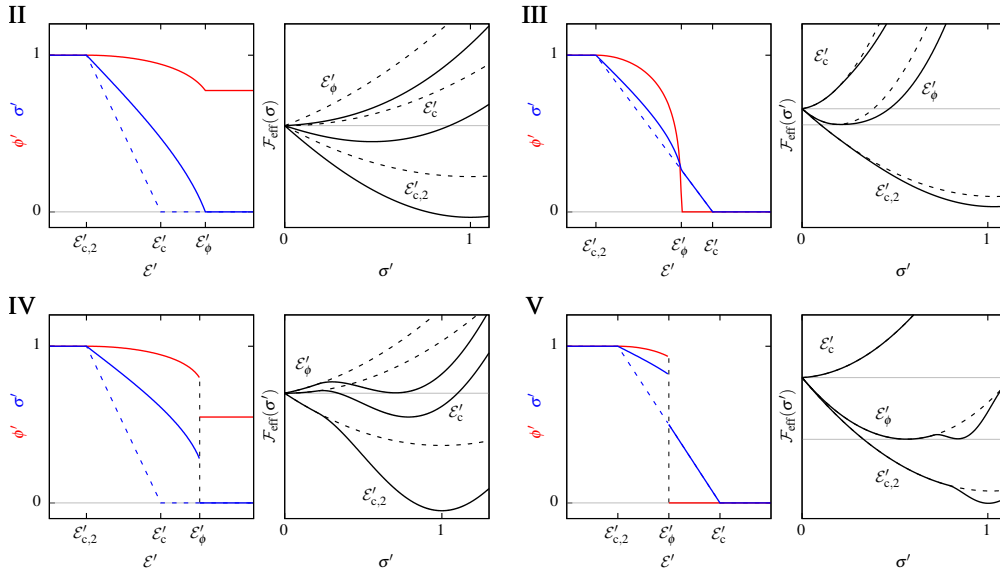 II
1
0
ϕ′ σ′
ℰ′c,2
ℰ′c
ℰ′ϕ
ℰ′
ℱeff(σ)
ℰ′ϕ
ℰ′c
ℰ′c,2
0
1
σ′
III
1
0
ϕ′ σ′
ℰ′c,2
ℰ′ϕ
ℰ′c
ℰ′
ℱeff(σ′)
ℰ′c
ℰ′ϕ
ℰ′c,2
0
1
σ′
IV
1
0
ϕ′ σ′
ℰ′c,2
ℰ′c
ℰ′ϕ
ℰ′
ℱeff(σ′)
ℰ′ϕ
ℰ′c
ℰ′c,2
0
1
σ′
V
1
0
ϕ′ σ′
ℰ′c,2
ℰ′ϕ
ℰ′c
ℰ′
ℱeff(σ′)
ℰ′c
ℰ′ϕ
ℰ′c,2
0
1
σ′